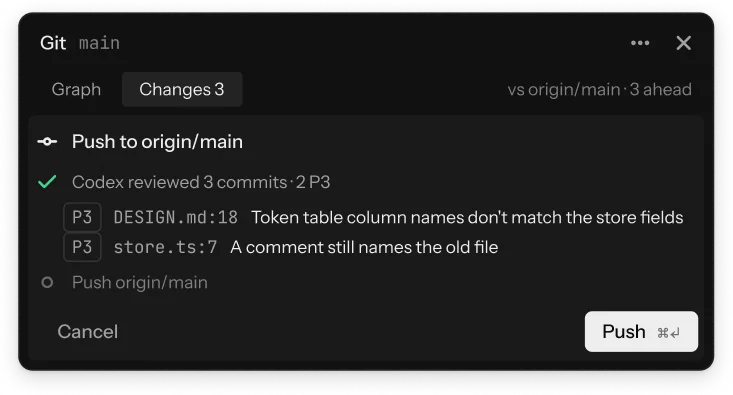 Git main
Graph Changes 3 vs origin/main · 3 ahead
Push to origin/main
Codex reviewed 3 commits · 2 P3
P3 DESIGN.md:18 Token table column names don't match the store fields
P3 store.ts:7 A comment still names the old file
Push origin/main
Cancel Push ⌘↵